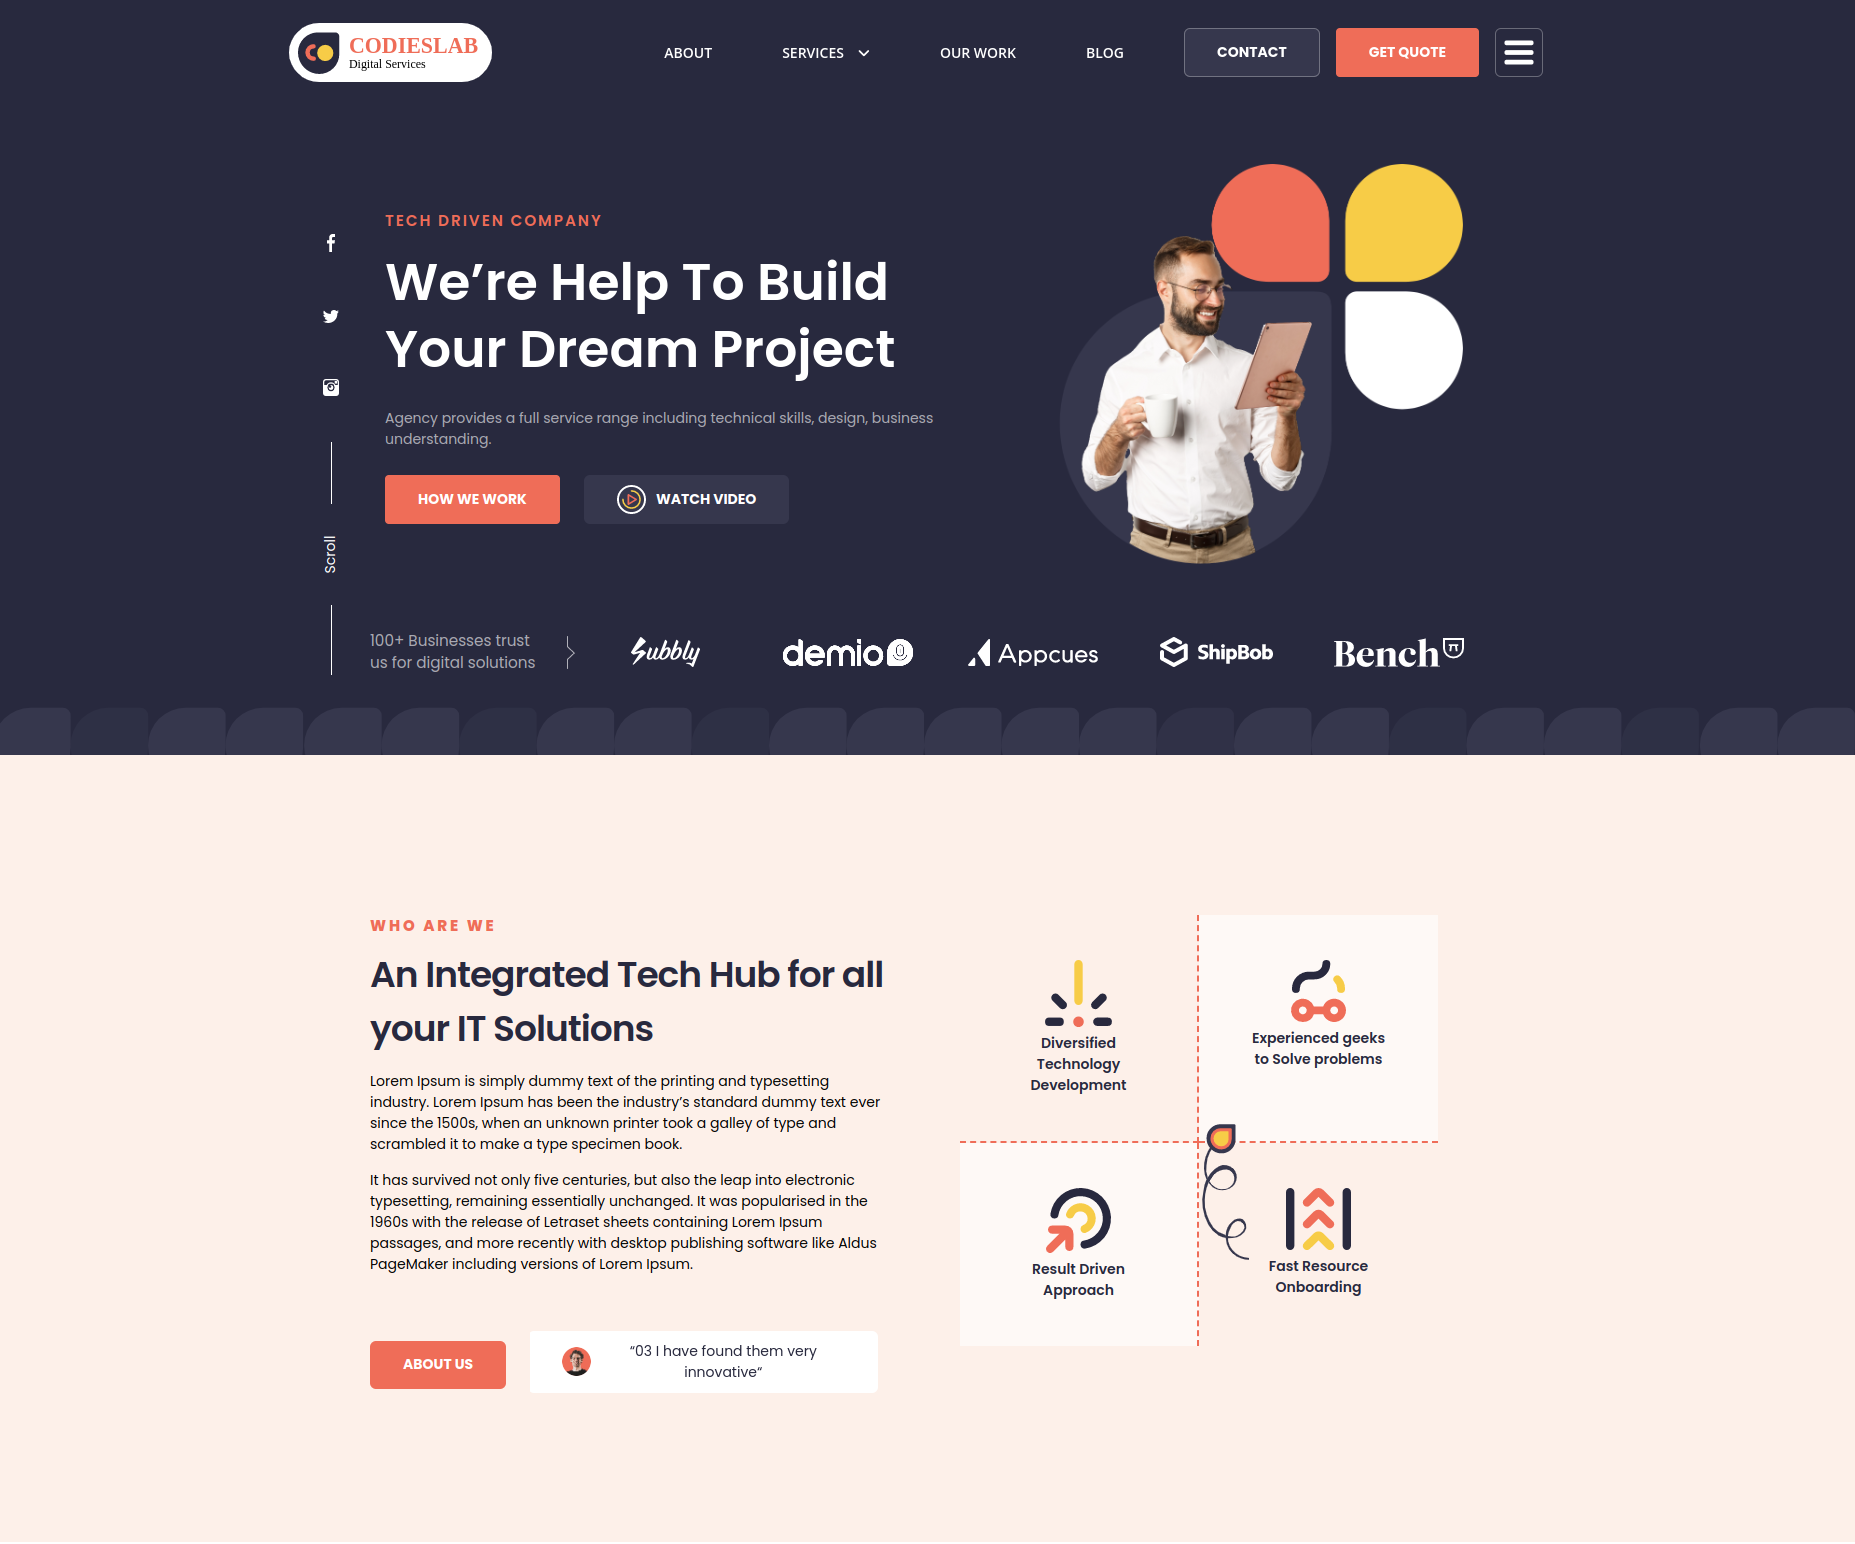 CODIESLAB
Digital Services
ABOUT
SERVICES
OUR WORK
BLOG
CONTACT
GET QUOTE
TECH DRIVEN COMPANY
We’re Help To Build
Your Dream Project
Agency provides a full service range including technical skills, design, business
understanding.
HOW WE WORK
WATCH VIDEO
Scroll
100+ Businesses trust
us for digital solutions
Subbly
demio
Appcues
ShipBob
Bench
WHO ARE WE
An Integrated Tech Hub for all
your IT Solutions
Lorem Ipsum is simply dummy text of the printing and typesetting
industry. Lorem Ipsum has been the industry’s standard dummy text ever
since the 1500s, when an unknown printer took a galley of type and
scrambled it to make a type specimen book.
It has survived not only five centuries, but also the leap into electronic
typesetting, remaining essentially unchanged. It was popularised in the
1960s with the release of Letraset sheets containing Lorem Ipsum
passages, and more recently with desktop publishing software like Aldus
PageMaker including versions of Lorem Ipsum.
ABOUT US
“03 I have found them very
innovative“
Diversified
Technology
Development
Experienced geeks
to Solve problems
Result Driven
Approach
Fast Resource
Onboarding